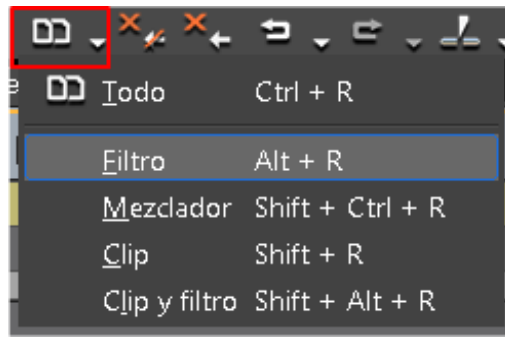 Todo Ctrl + R
Filtro Alt + R
Mezclador Shift + Ctrl + R
Clip Shift + R
Clip y filtro Shift + Alt + R